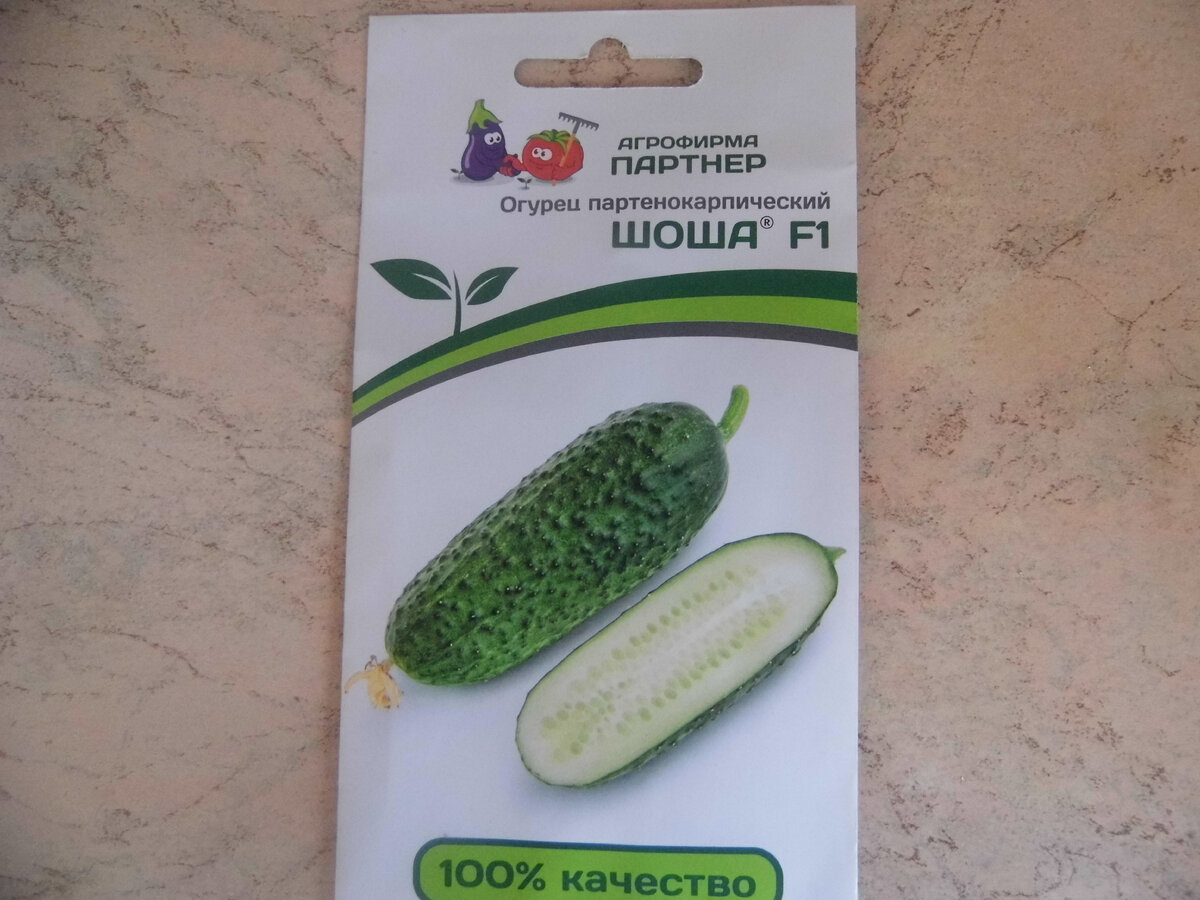 АГРОФИРМА
ПАРТНЕР
Огурец партенокарпический
ШОША® F1
100% качество